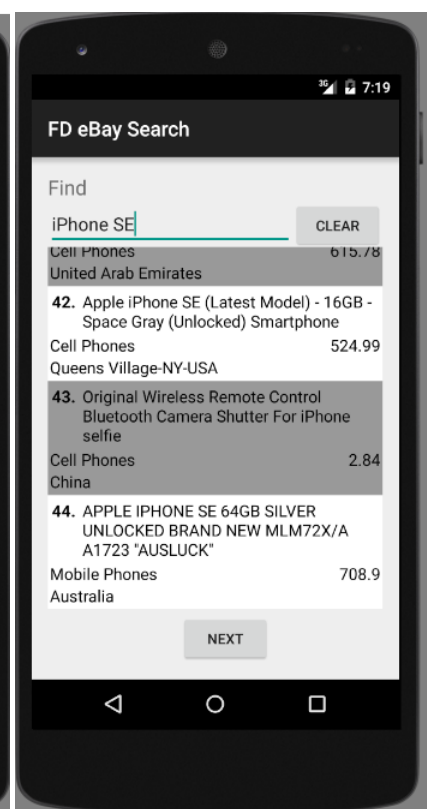 3G 7:19
FD eBay Search
Find
iPhone SE CLEAR
Cell Phones 615.78
United Arab Emirates
42. Apple iPhone SE (Latest Model) - 16GB -
Space Gray (Unlocked) Smartphone
Cell Phones 524.99
Queens Village-NY-USA
43. Original Wireless Remote Control
Bluetooth Camera Shutter For iPhone
selfie
Cell Phones 2.84
China
44. APPLE IPHONE SE 64GB SILVER
UNLOCKED BRAND NEW MLM72X/A
A1723 "AUSLUCK"
Mobile Phones 708.9
Australia
NEXT